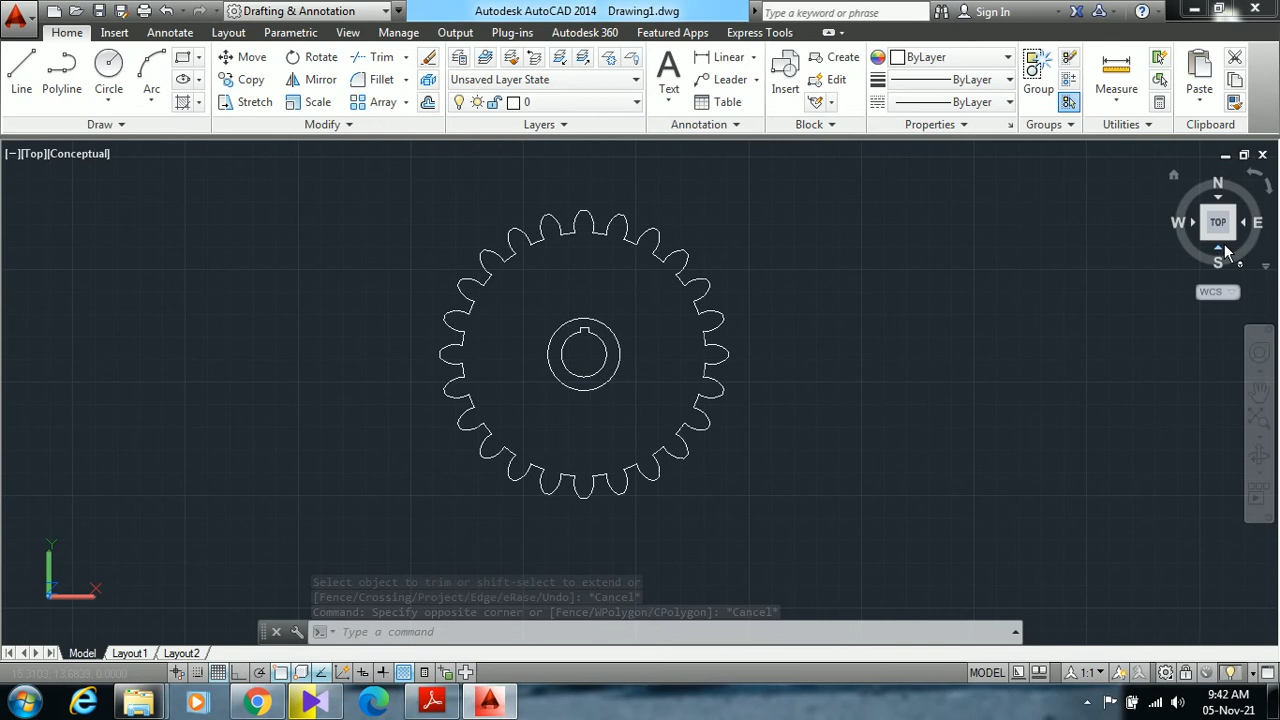 Drafting & Annotation
Autodesk AutoCAD 2014 Drawing1.dwg
Type a keyword or phrase
Sign In
Home Insert Annotate Layout Parametric View Manage Output Plug-ins Autodesk 360 Featured Apps Express Tools
Line Polyline Circle Arc
Move Rotate Trim
Copy Mirror Fillet
Stretch Scale Array
Unsaved Layer State
0
Text
Linear
Leader
Table
Insert
Create
Edit
ByLayer
ByLayer
ByLayer
Group
Measure
Paste
Draw Modify Layers Annotation Block Properties Groups Utilities Clipboard
[−][Top][Conceptual]
N
W TOP E
S
WCS
Y
X
Select object to trim or shift-select to extend or
[Fence/Crossing/Project/Edge/eRase/Undo]: *Cancel*
Command: Specify opposite corner or [Fence/WPolygon/CPolygon]: *Cancel*
Type a command
Model Layout1 Layout2
MODEL
1:1
9:42 AM
05-Nov-21